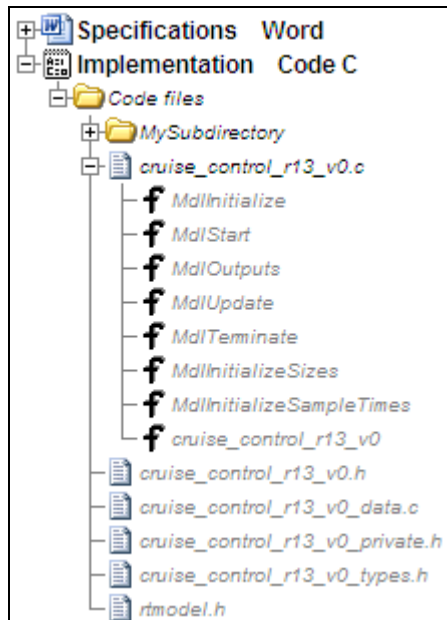 Specifications Word
Implementation Code C
Code files
MySubdirectory
cruise_control_r13_v0.c
f MdlInitialize
f MdlStart
f MdlOutputs
f MdlUpdate
f MdlTerminate
f MdlInitializeSizes
f MdlInitializeSampleTimes
f cruise_control_r13_v0
cruise_control_r13_v0.h
cruise_control_r13_v0_data.c
cruise_control_r13_v0_private.h
cruise_control_r13_v0_types.h
rtmodel.h